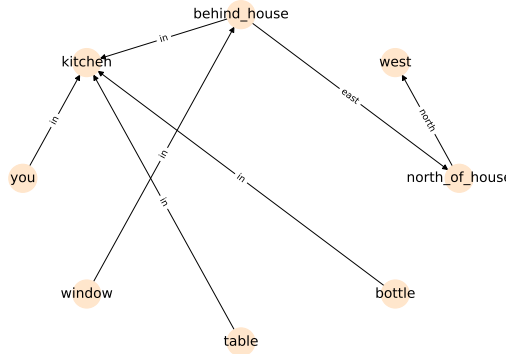 behind_house
in
kitchen
west
east
in
north
in
you
in
north_of_house
in
window
bottle
table